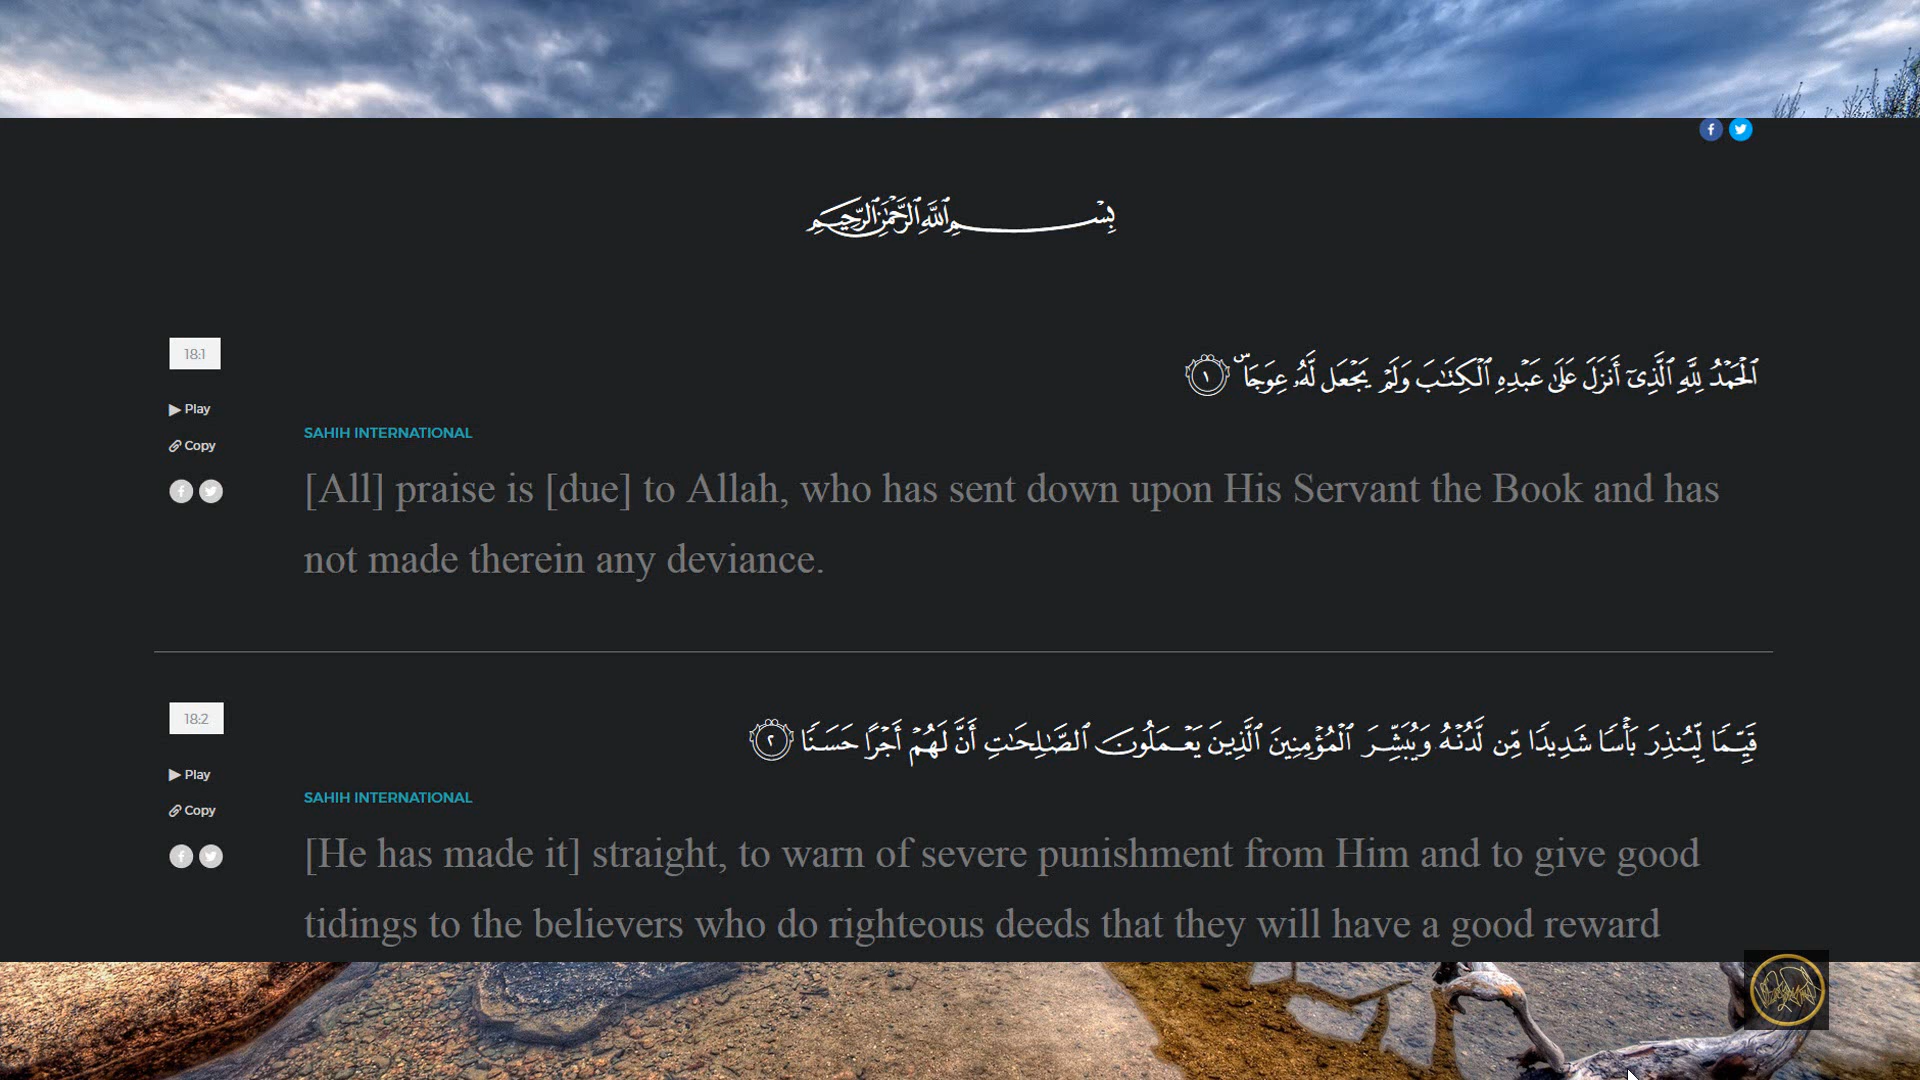 بِسْمِ ٱللَّهِ ٱلرَّحْمَٰنِ ٱلرَّحِيمِ
18:1
ٱلْحَمْدُ لِلَّهِ ٱلَّذِىٓ أَنزَلَ عَلَىٰ عَبْدِهِ ٱلْكِتَٰبَ وَلَمْ يَجْعَل لَّهُۥ عِوَجَاۜ ١
Play
SAHIH INTERNATIONAL
Copy
[All] praise is [due] to Allah, who has sent down upon His Servant the Book and has
not made therein any deviance.
18:2
قَيِّمًا لِّيُنذِرَ بَأْسًا شَدِيدًا مِّن لَّدُنْهُ وَيُبَشِّرَ ٱلْمُؤْمِنِينَ ٱلَّذِينَ يَعْمَلُونَ ٱلصَّٰلِحَٰتِ أَنَّ لَهُمْ أَجْرًا حَسَنًا ٢
Play
SAHIH INTERNATIONAL
Copy
[He has made it] straight, to warn of severe punishment from Him and to give good
tidings to the believers who do righteous deeds that they will have a good reward